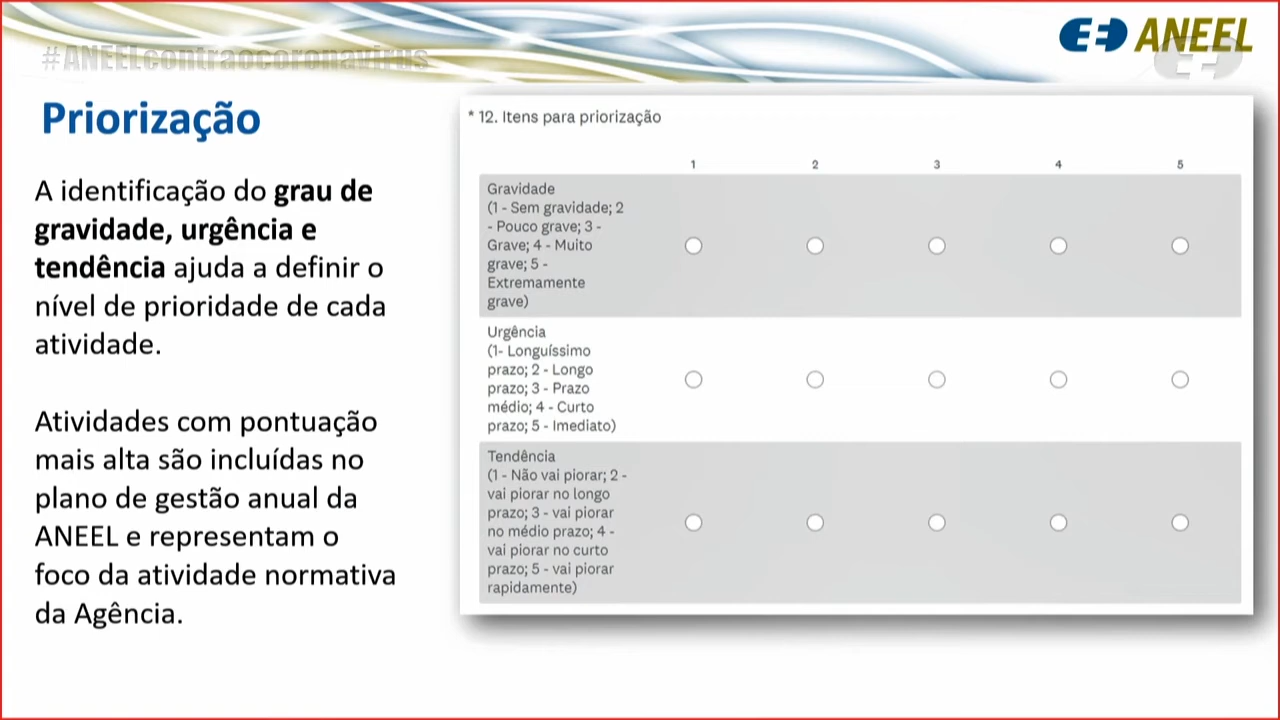 #ANEELcontraocoronavirus
ANEEL
Priorização
A identificação do grau de
gravidade, urgência e
tendência ajuda a definir o
nível de prioridade de cada
atividade.
Atividades com pontuação
mais alta são incluídas no
plano de gestão anual da
ANEEL e representam o
foco da atividade normativa
da Agência.
* 12. Itens para priorização
1 2 3 4 5
Gravidade
(1 - Sem gravidade; 2
- Pouco grave; 3 -
Grave; 4 - Muito
grave; 5 -
Extremamente
grave)
Urgência
(1- Longuíssimo
prazo; 2 - Longo
prazo; 3 - Prazo
médio; 4 - Curto
prazo; 5 - Imediato)
Tendência
(1 - Não vai piorar; 2 -
vai piorar no longo
prazo; 3 - vai piorar
no médio prazo; 4 -
vai piorar no curto
prazo; 5 - vai piorar
rapidamente)